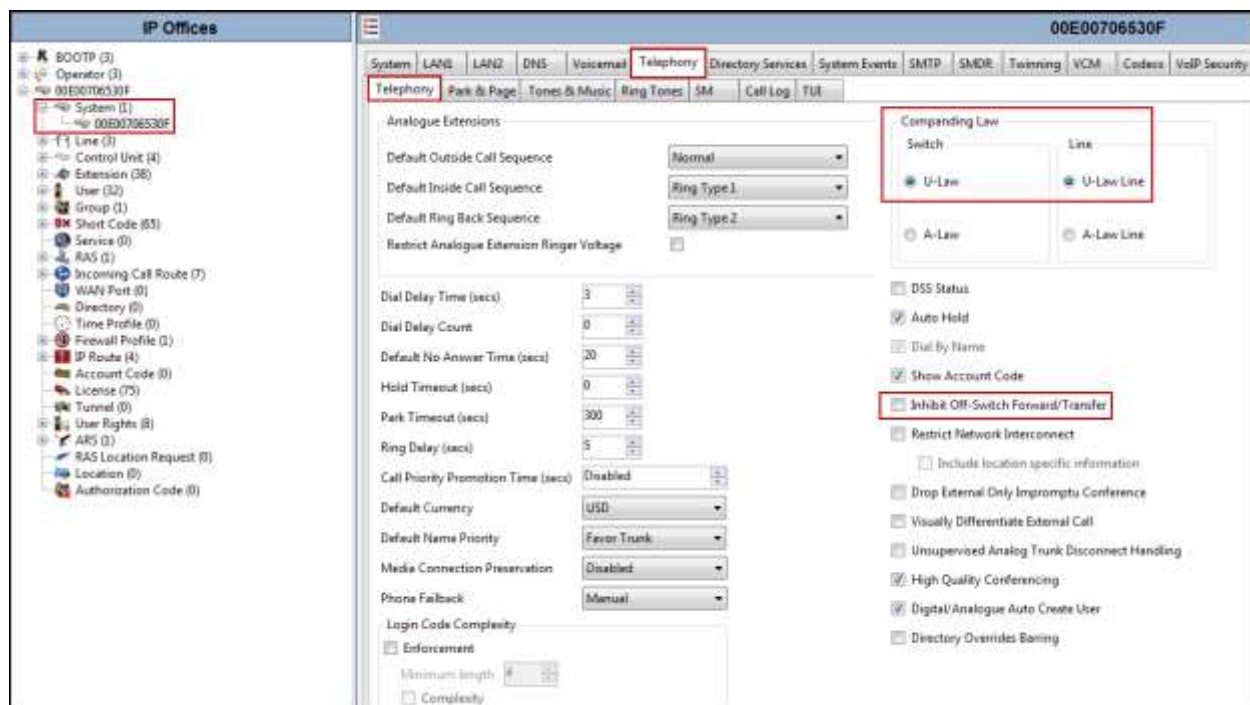 IP Offices
BOOTP (3)
Operator (3)
00E00706530F
System (1)
00E00706530F
Line (3)
Control Unit (4)
Extension (38)
User (32)
Group (1)
Short Code (65)
Service (0)
RAS (1)
Incoming Call Route (7)
WAN Port (0)
Directory (0)
Time Profile (0)
Firewall Profile (1)
IP Route (4)
Account Code (0)
License (75)
Tunnel (0)
User Rights (8)
ARS (1)
RAS Location Request (0)
Location (0)
Authorization Code (0)
00E00706530F
System LAN1 LAN2 DNS Voicemail Telephony Directory Services System Events SMTP SMDR Twinning VCM Codecs VoIP Security
Telephony Park & Page Tones & Music Ring Tones SM Call Log TUI
Analogue Extensions
Default Outside Call Sequence Normal
Default Inside Call Sequence Ring Type 1
Default Ring Back Sequence Ring Type 2
Restrict Analogue Extension Ringer Voltage
Dial Delay Time (secs) 3
Dial Delay Count 0
Default No Answer Time (secs) 20
Hold Timeout (secs) 0
Park Timeout (secs) 300
Ring Delay (secs) 5
Call Priority Promotion Time (secs) Disabled
Default Currency USD
Default Name Priority Favor Trunk
Media Connection Preservation Disabled
Phone Failback Manual
Login Code Complexity
Enforcement
Minimum length 4
Complexity
Companding Law
Switch Line
U-Law U-Law Line
A-Law A-Law Line
DSS Status
Auto Hold
Dial By Name
Show Account Code
Inhibit Off-Switch Forward/Transfer
Restrict Network Interconnect
Include location specific information
Drop External Only Impromptu Conference
Visually Differentiate External Call
Unsupervised Analog Trunk Disconnect Handling
High Quality Conferencing
Digital/Analogue Auto Create User
Directory Overrides Barring